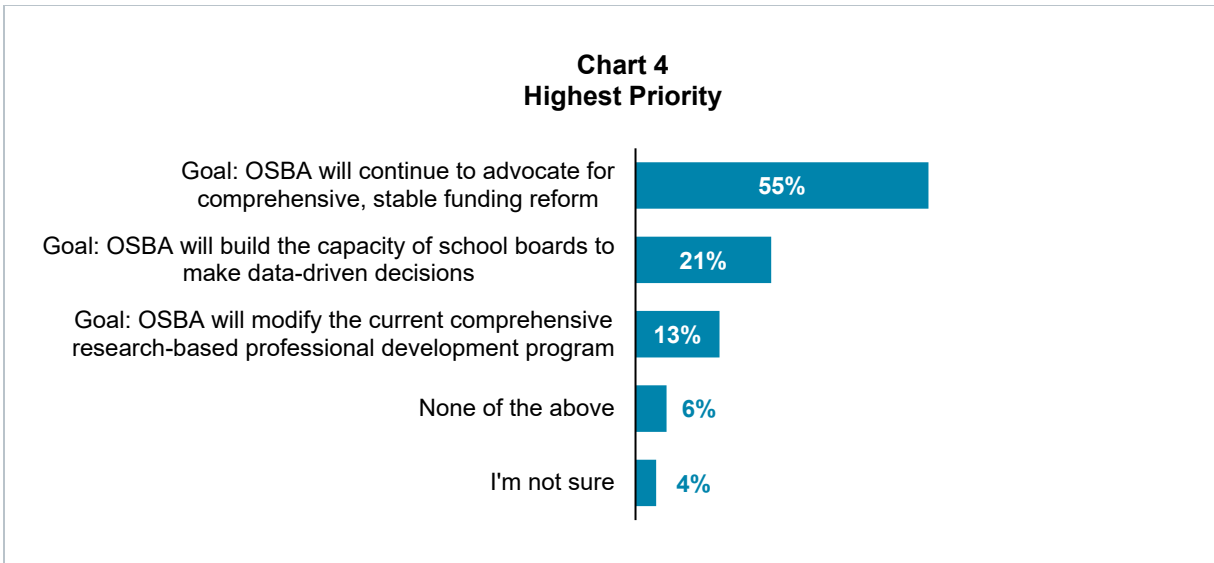 Chart 4
Highest Priority
Goal: OSBA will continue to advocate for
comprehensive, stable funding reform
55%
Goal: OSBA will build the capacity of school boards to
make data-driven decisions
21%
Goal: OSBA will modify the current comprehensive
research-based professional development program
13%
None of the above
6%
I'm not sure
4%